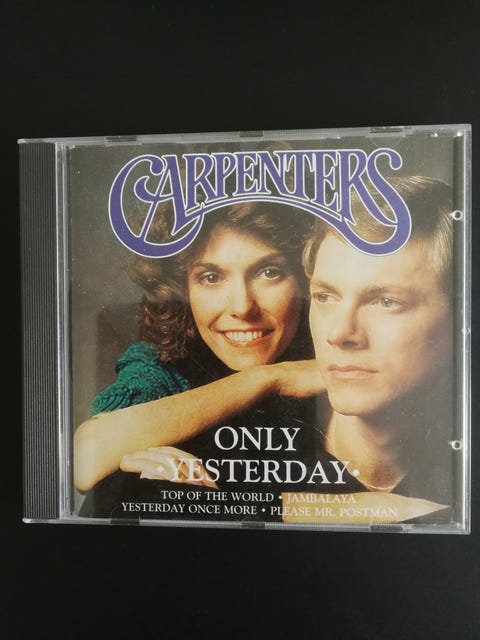 CARPENTERS
ONLY
·YESTERDAY·
TOP OF THE WORLD • JAMBALAYA
YESTERDAY ONCE MORE • PLEASE MR. POSTMAN